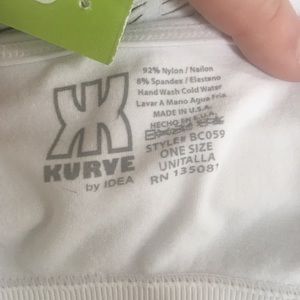 92% Nylon / Nailon
8% Spandex / Elastano
Hand Wash Cold Water
Lavar A Mano Agua Fria
MADE IN U.S.A.
HECHO EN E.U.A.
STYLE# BC059
ONE SIZE
UNITALLA
RN 135081
KURVE
by IDEA